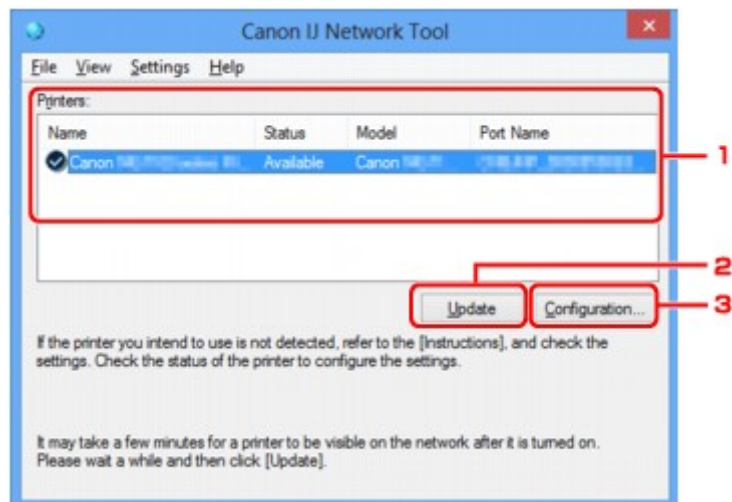 Canon IJ Network Tool
File View Settings Help
Printers:
Name Status Model Port Name
Canon Available Canon
1
2
3
Update Configuration...
If the printer you intend to use is not detected, refer to the [Instructions], and check the
settings. Check the status of the printer to configure the settings.
It may take a few minutes for a printer to be visible on the network after it is turned on.
Please wait a while and then click [Update].